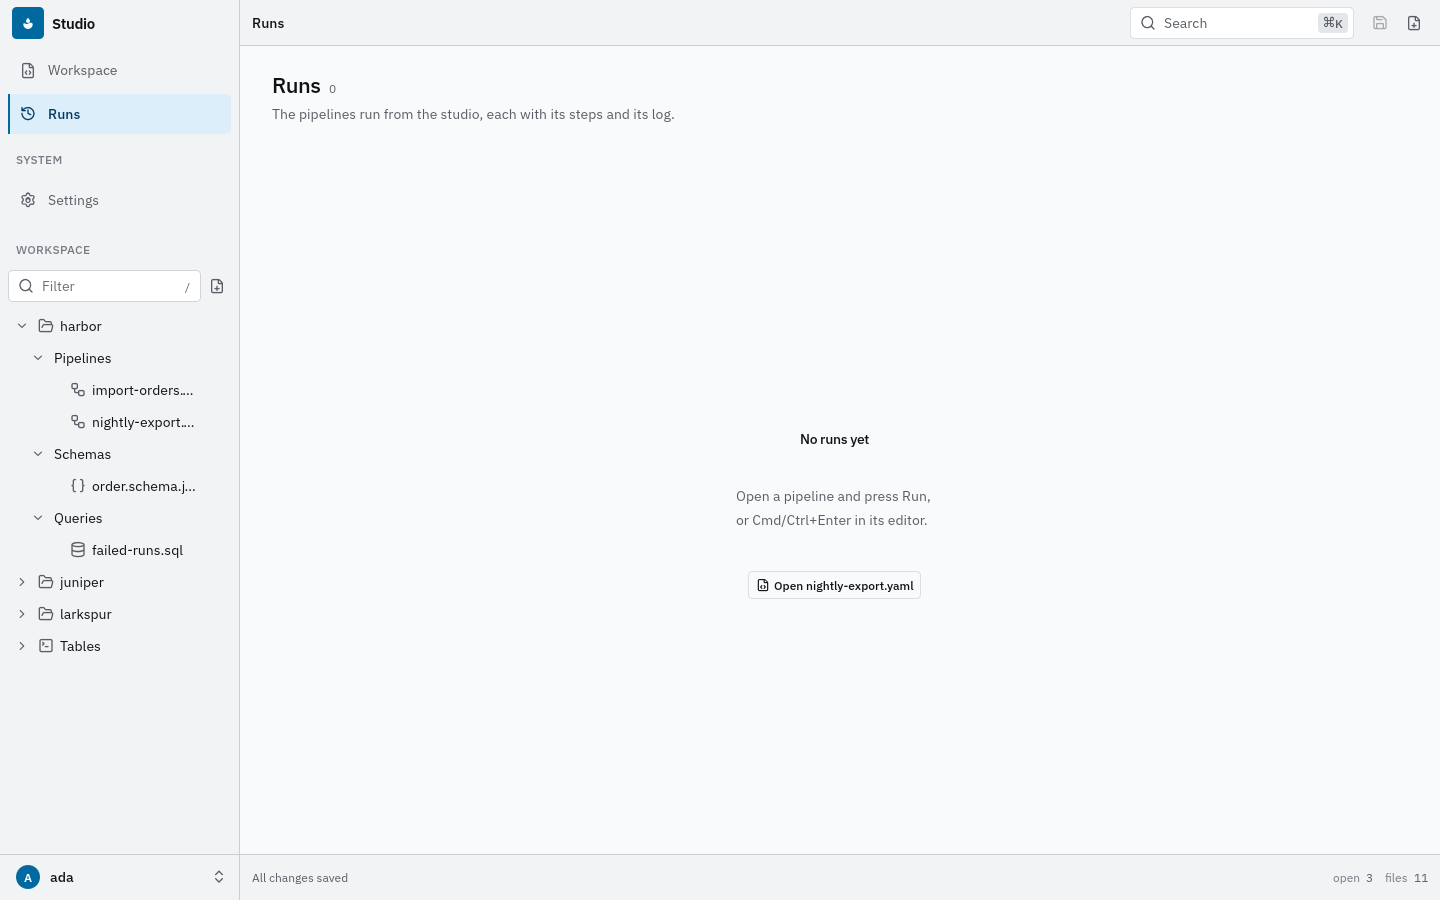 Studio
Workspace
Runs
SYSTEM
Settings
WORKSPACE
Filter /
harbor
Pipelines
import-orders....
nightly-export....
Schemas
order.schema.j...
Queries
failed-runs.sql
juniper
larkspur
Tables
A ada
Runs
Search ⌘K
Runs 0
The pipelines run from the studio, each with its steps and its log.
No runs yet
Open a pipeline and press Run,
or Cmd/Ctrl+Enter in its editor.
Open nightly-export.yaml
All changes saved
open 3 files 11